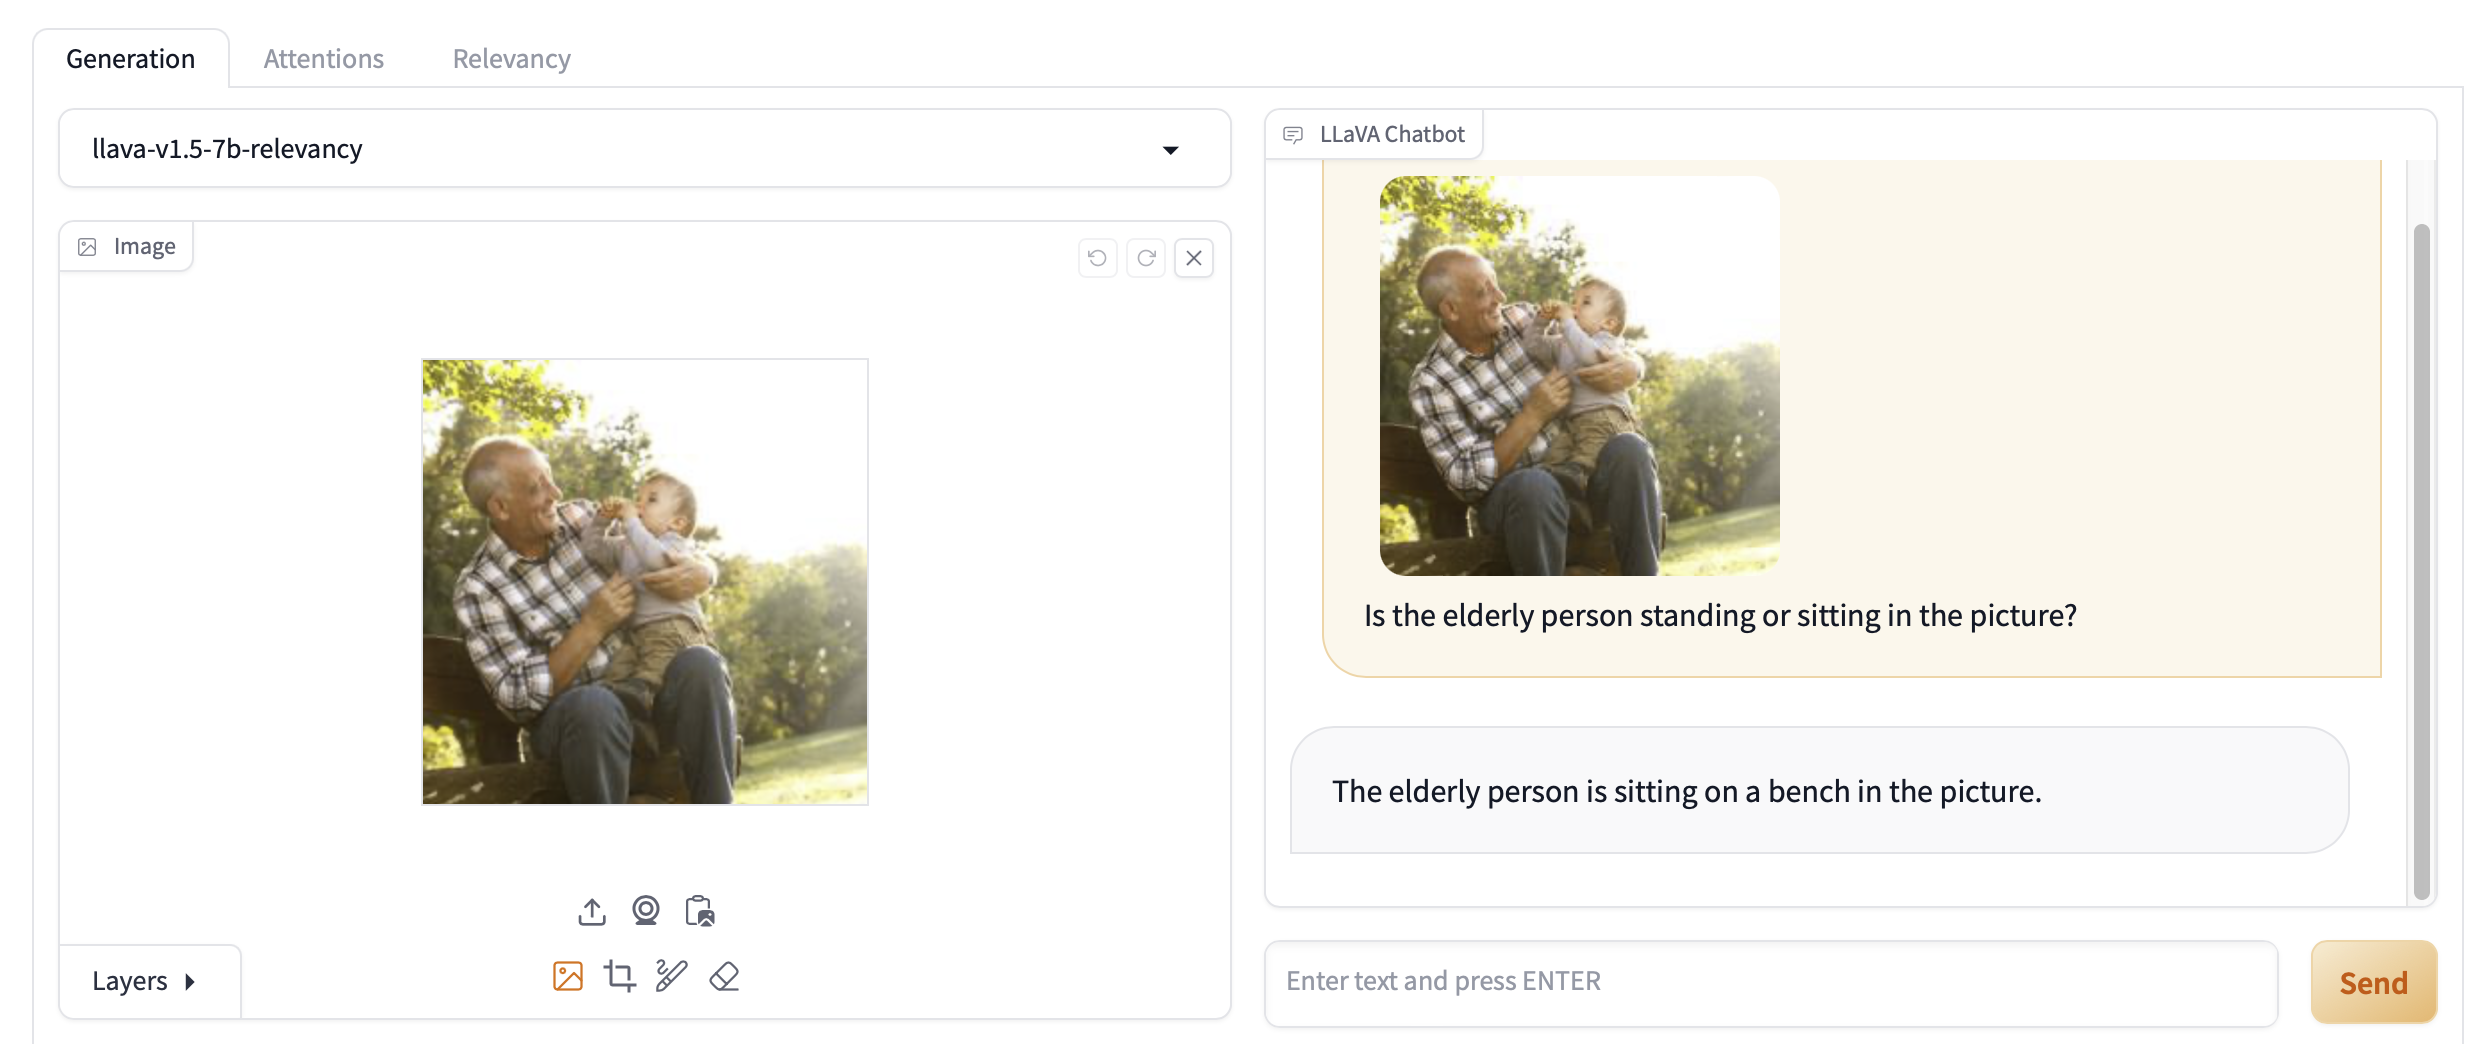 Generation Attentions Relevancy
llava-v1.5-7b-relevancy
Image
Layers
LLaVA Chatbot
Is the elderly person standing or sitting in the picture?
The elderly person is sitting on a bench in the picture.
Enter text and press ENTER
Send